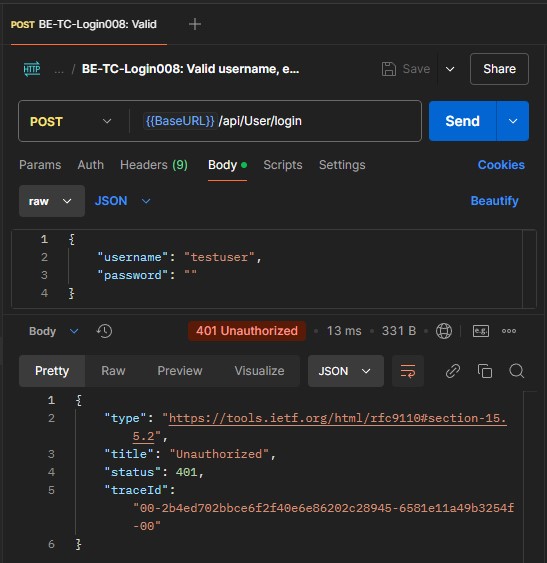 POST BE-TC-Login008: Valid +
HTTP ... / BE-TC-Login008: Valid username, e... Save Share
POST {{BaseURL}} /api/User/login Send
Params Auth Headers (9) Body Scripts Settings Cookies
raw JSON Beautify
1 {
2 "username": "testuser",
3 "password": ""
4 }
Body 401 Unauthorized • 13 ms • 331 B e.g. ooo
Pretty Raw Preview Visualize JSON
1 {
2 "type": "https://tools.ietf.org/html/rfc9110#section-15.
5.2",
3 "title": "Unauthorized",
4 "status": 401,
5 "traceId":
"00-2b4ed702bbce6f2f40e6e86202c28945-6581e11a49b3254f
-00"
6 }